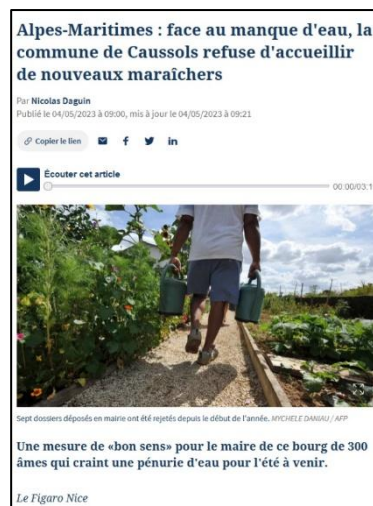 Alpes-Maritimes : face au manque d'eau, la
commune de Caussols refuse d'accueillir
de nouveaux maraîchers
Par Nicolas Daguin
Publié le 04/05/2023 à 09:00, mis à jour le 04/05/2023 à 09:21
Copier le lien
Écouter cet article
00:00/03:1
Sept dossiers déposés en mairie ont été rejetés depuis le début de l'année. MYCHELE DANIAU / AFP
Une mesure de «bon sens» pour le maire de ce bourg de 300
âmes qui craint une pénurie d'eau pour l'été à venir.
Le Figaro Nice